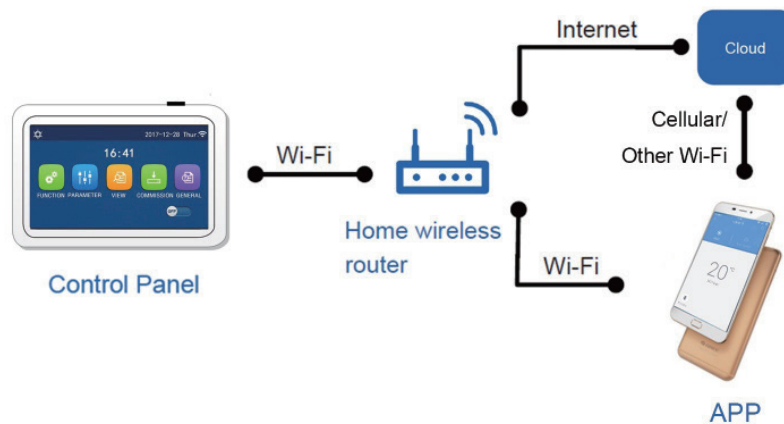 Internet
Cloud
Cellular/
Other Wi-Fi
2017-12-28 Thur.
16:41
FUNCTION PARAMETER VIEW COMMISSION GENERAL
OFF
Wi-Fi
Home wireless
router
Control Panel
Wi-Fi
20°C
APP